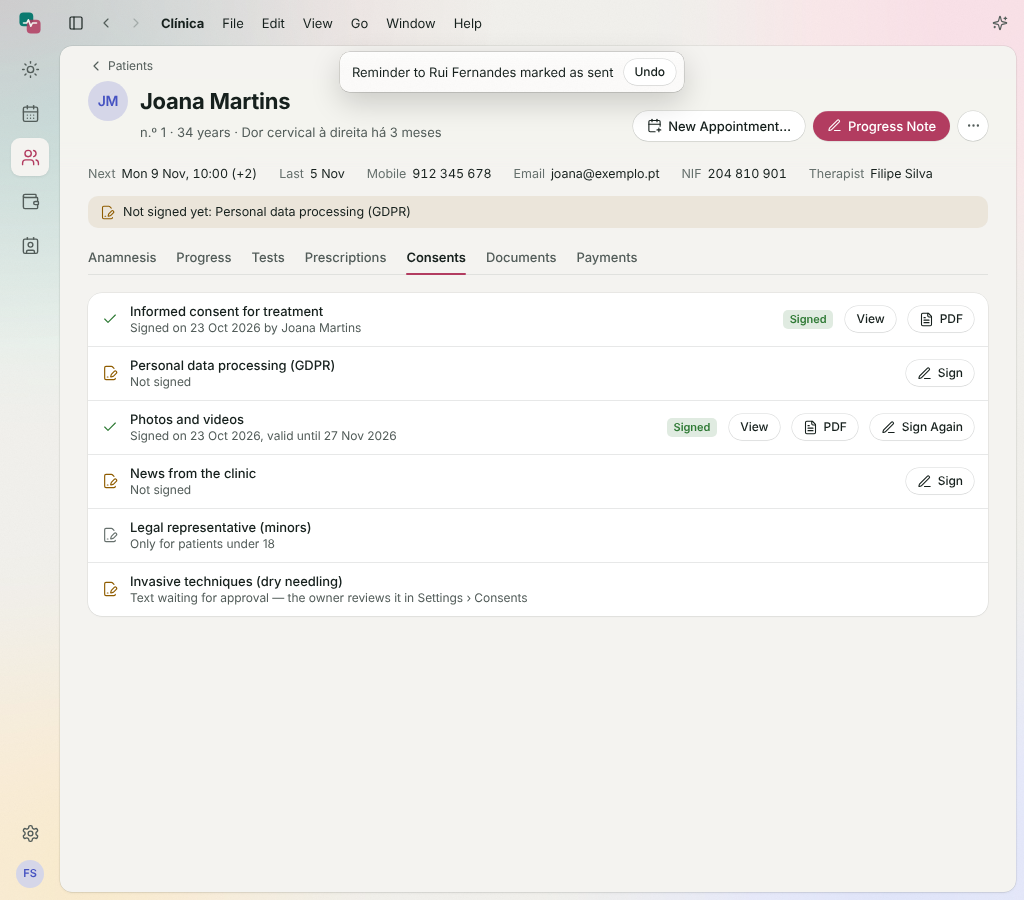 Clínica File Edit View Go Window Help
Patients
Reminder to Rui Fernandes marked as sent Undo
JM Joana Martins
n.º 1 · 34 years · Dor cervical à direita há 3 meses
New Appointment... Progress Note
Next Mon 9 Nov, 10:00 (+2) Last 5 Nov Mobile 912 345 678 Email joana@exemplo.pt NIF 204 810 901 Therapist Filipe Silva
Not signed yet: Personal data processing (GDPR)
Anamnesis Progress Tests Prescriptions Consents Documents Payments
Informed consent for treatment
Signed on 23 Oct 2026 by Joana Martins
Signed View PDF
Personal data processing (GDPR)
Not signed
Sign
Photos and videos
Signed on 23 Oct 2026, valid until 27 Nov 2026
Signed View PDF Sign Again
News from the clinic
Not signed
Sign
Legal representative (minors)
Only for patients under 18
Invasive techniques (dry needling)
Text waiting for approval — the owner reviews it in Settings › Consents
FS